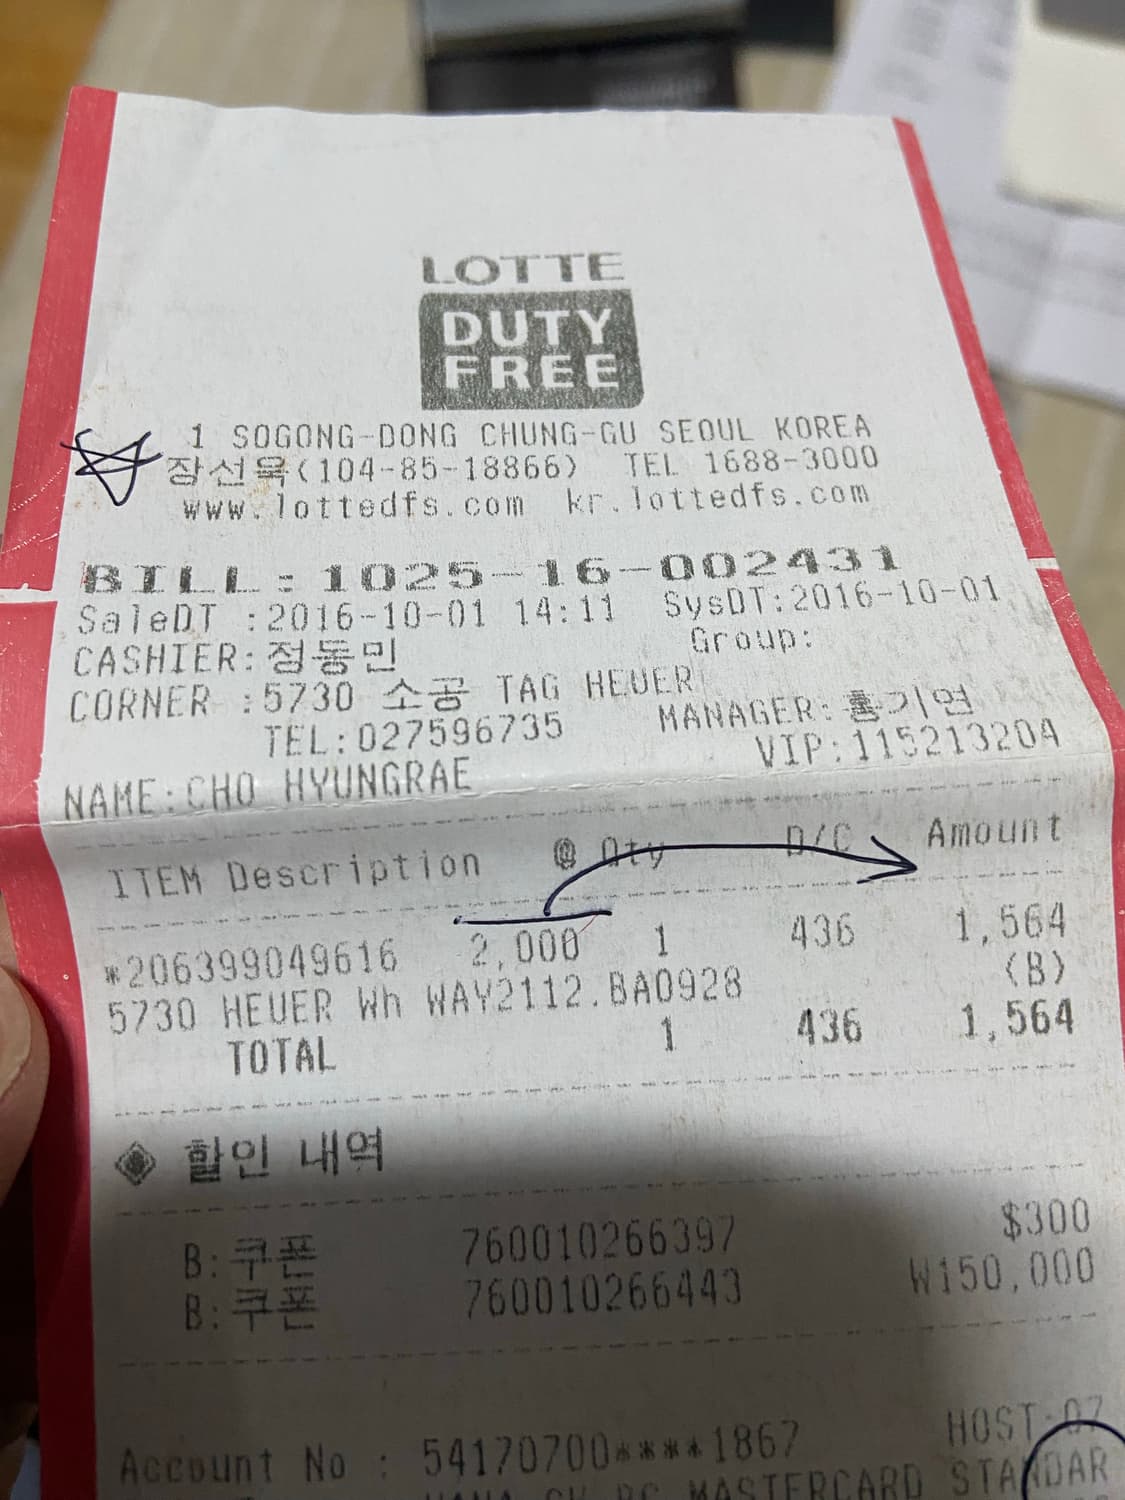 LOTTE
DUTY
FREE
1 SOGONG-DONG CHUNG-GU SEOUL KOREA
장선욱(104-85-18866) TEL 1688-3000
www.lottedfs.com kr.lottedfs.com
BILL:1025-16-002431
SaleDT :2016-10-01 14:11 SysDT:2016-10-01
CASHIER:정동민 Group:
CORNER :5730 소공 TAG HEUER
TEL:027596735 MANAGER:홍기연
NAME:CHO HYUNGRAE VIP:115213204
ITEM Description @ Qty D/C Amount
*206399049616 2,000 1 436 1,564
5730 HEUER Wh WAY2112.BA0928 (B)
TOTAL 1 436 1,564
◈ 할인 내역
B:쿠폰 760010266397 $300
B:쿠폰 760010266443 W150,000
HOST:07
Account No : 54170700****1867
MASTERCARD STANDAR